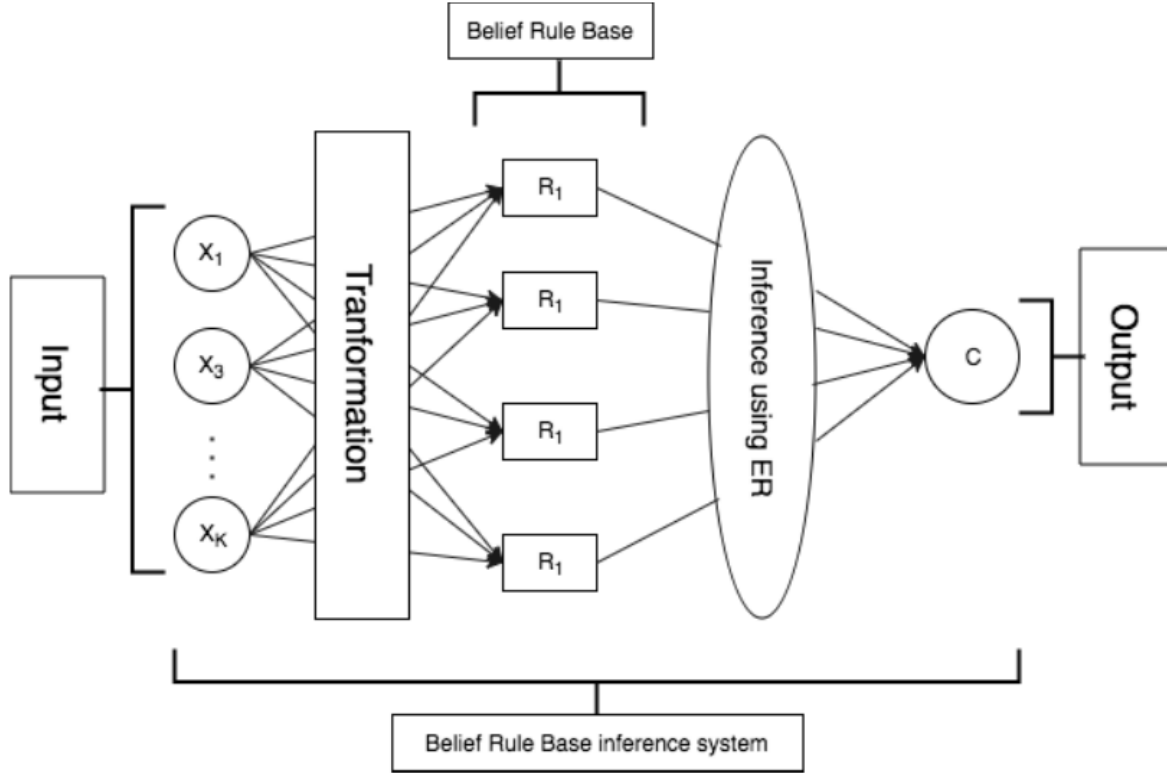 Belief Rule Base
Input
X₁
X₃
. . .
X_K
Tranformation
R₁
R₁
R₁
R₁
Inference using ER
C
Output
Belief Rule Base inference system